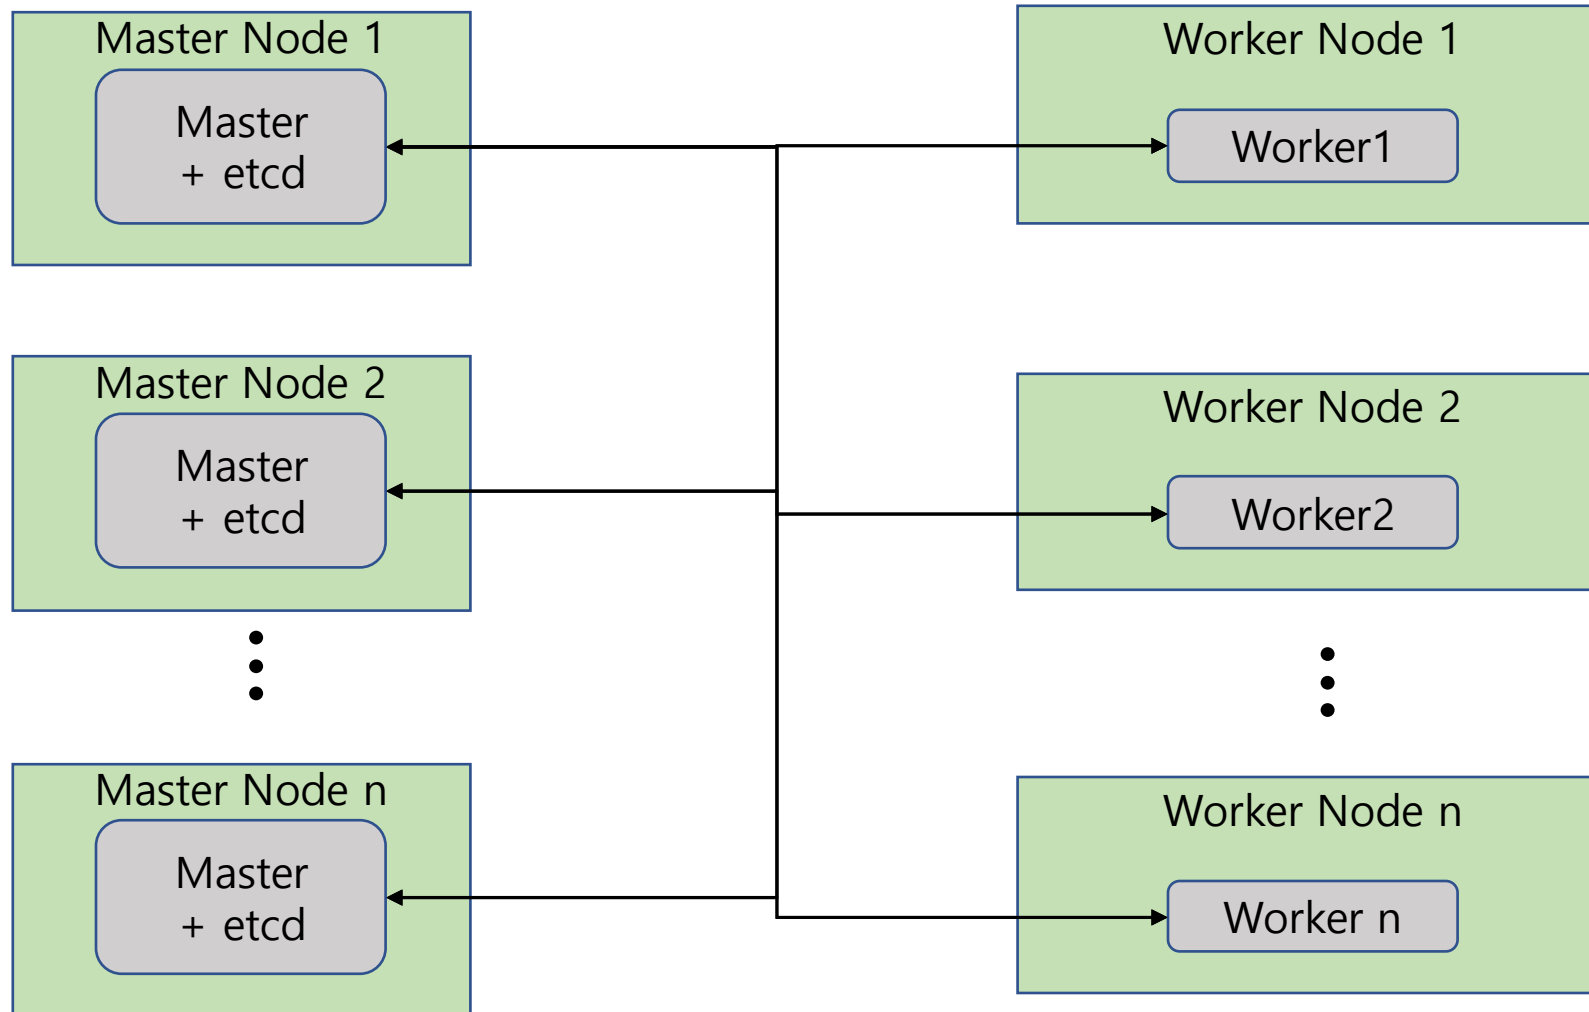 Master Node 1
Master
+ etcd
Worker Node 1
Worker1
Master Node 2
Master
+ etcd
Worker Node 2
Worker2
Master Node n
Master
+ etcd
Worker Node n
Worker n